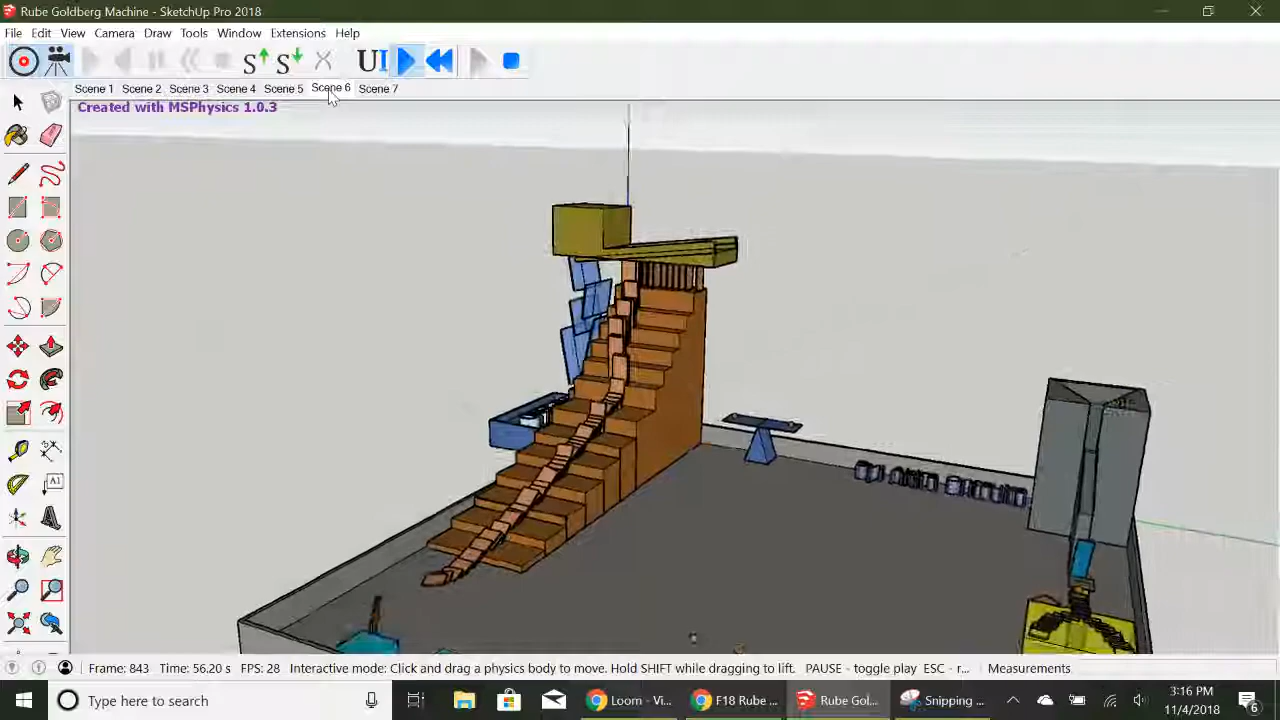 Rube Goldberg Machine - SketchUp Pro 2018
File Edit View Camera Draw Tools Window Extensions Help
S S UI
Scene 1 Scene 2 Scene 3 Scene 4 Scene 5 Scene 6 Scene 7
Created with MSPhysics 1.0.3
A1
Frame: 843 Time: 56.20 s FPS: 28 Interactive mode: Click and drag a physics body to move. Hold SHIFT while dragging to lift. PAUSE - toggle play ESC - r... Measurements
Type here to search Loom - Vi... F18 Rube ... Rube Gol... Snipping ... 3:16 PM
11/4/2018 6